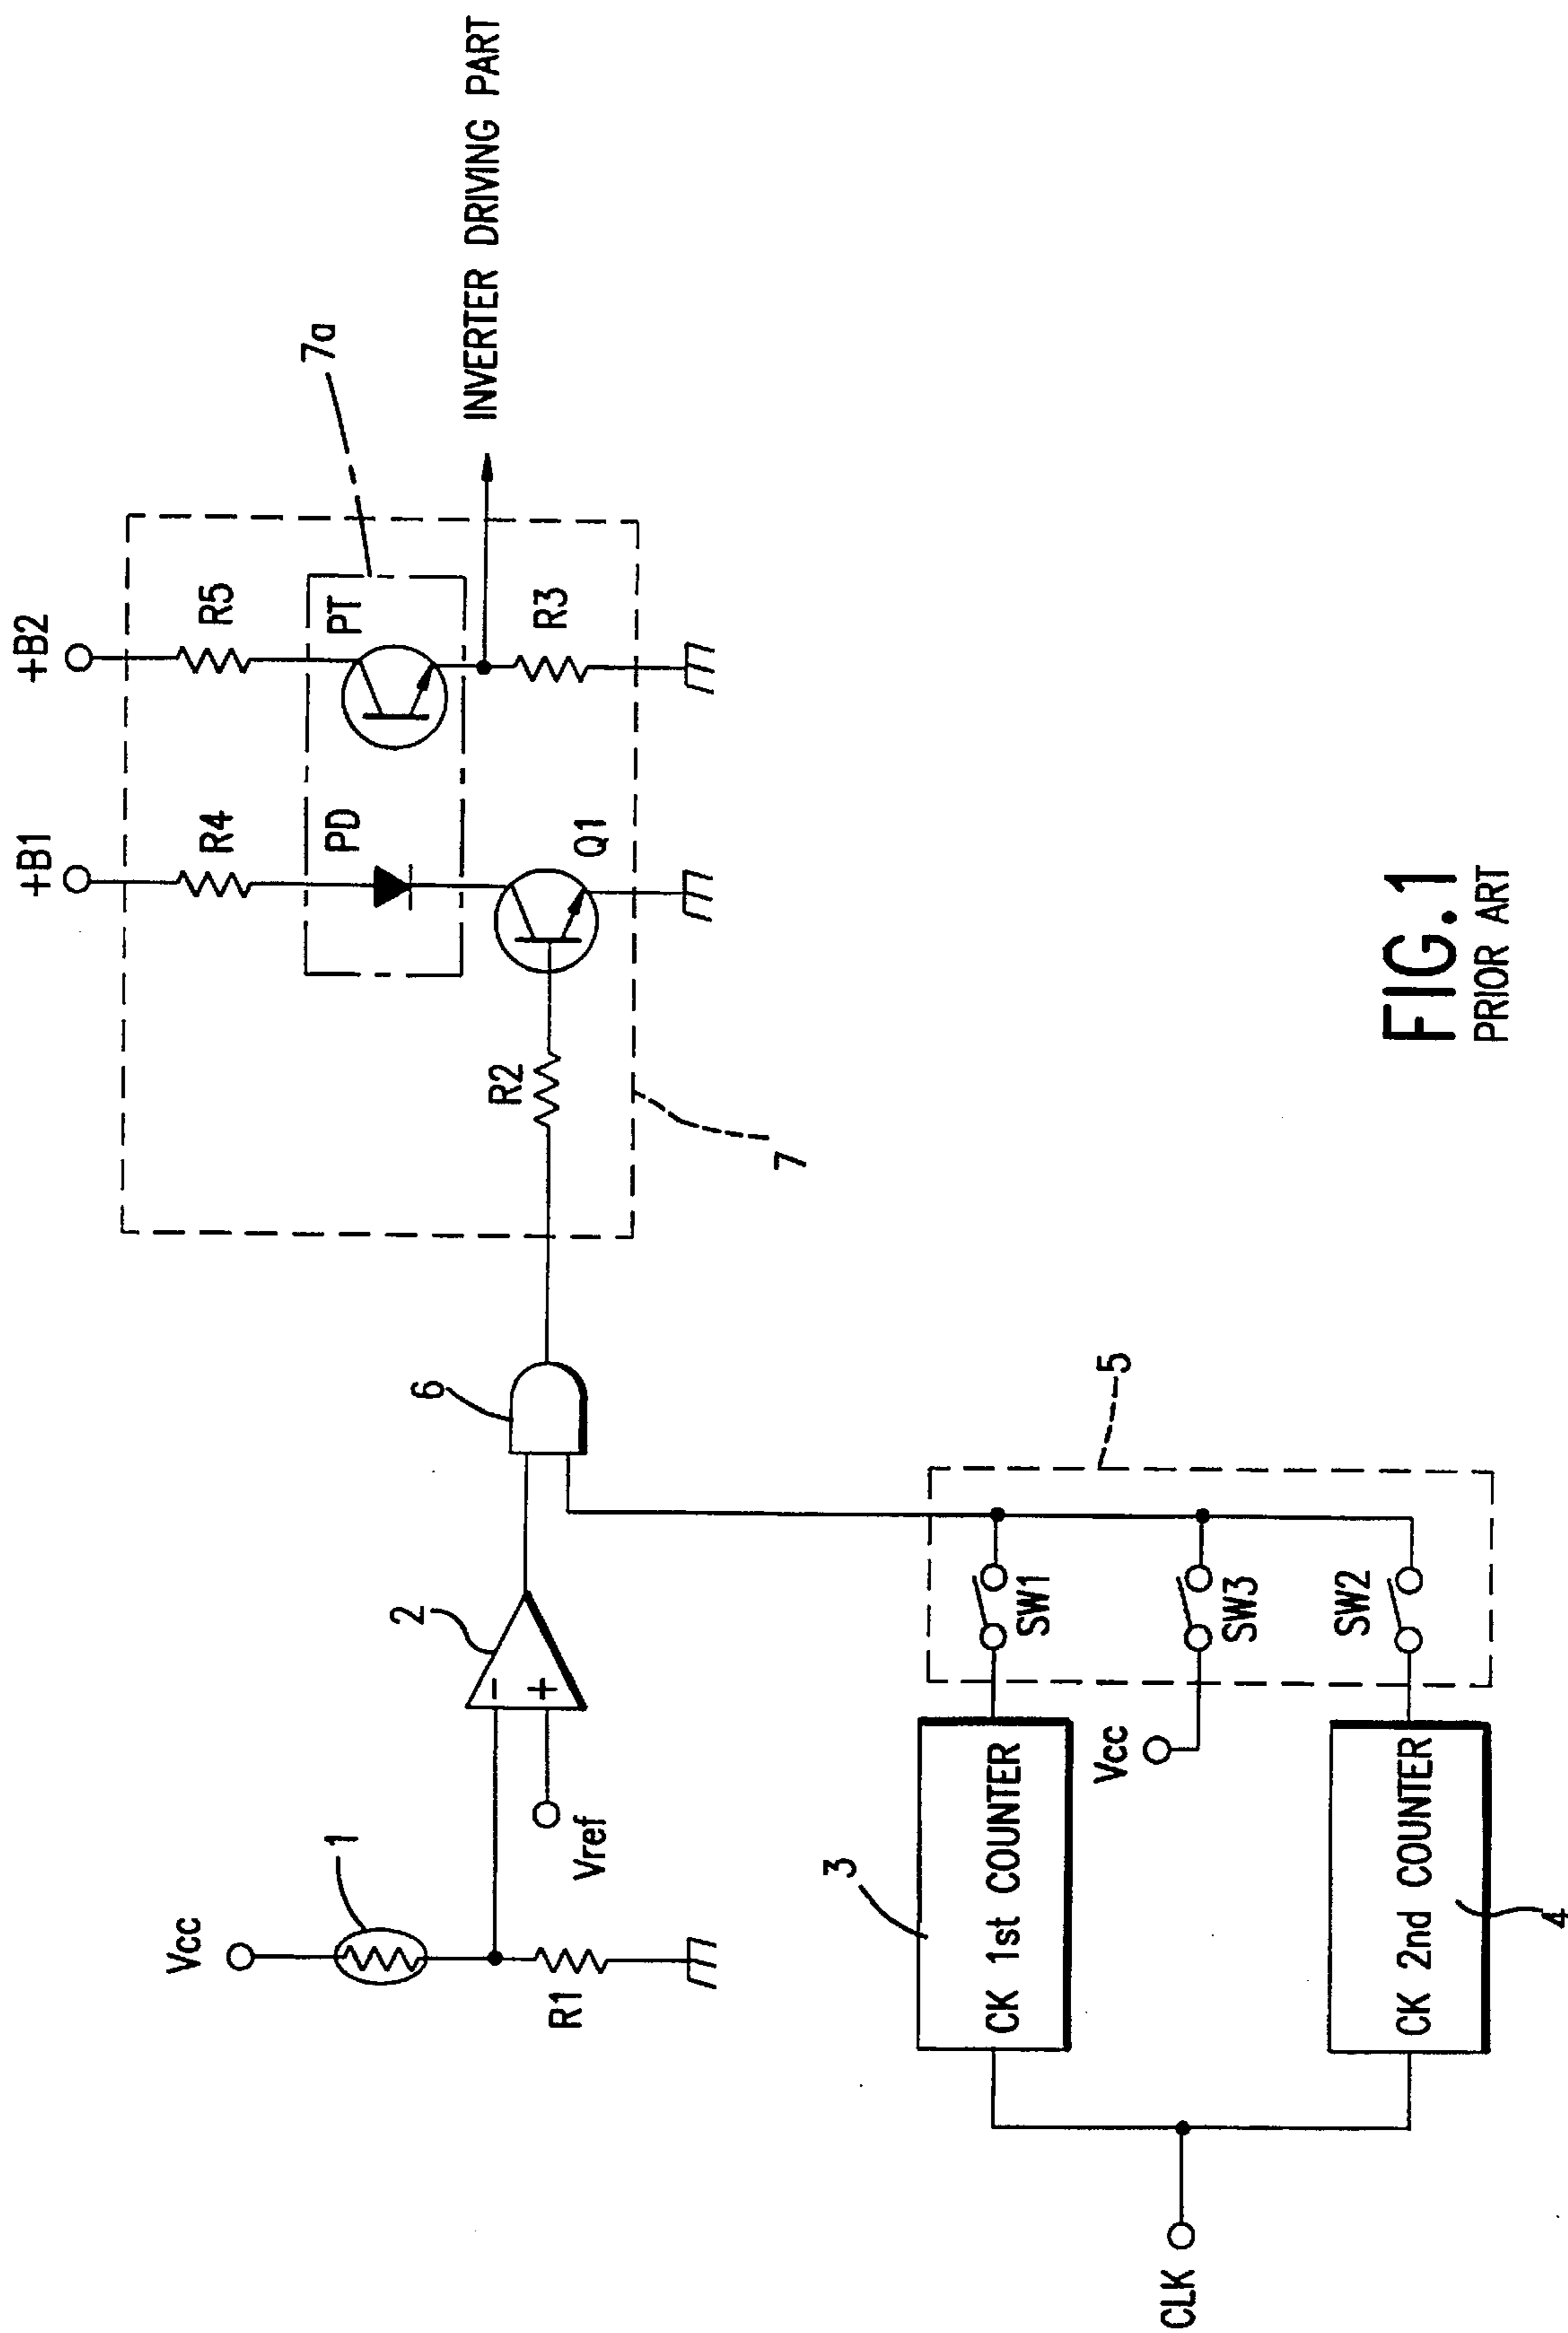 +B1
+B2
R4
R5
7a
PD
PT
INVERTER DRIVING PART
R2
Q1
R3
7
Vcc
1
2
6
R1
Vref
3
5
CK 1st COUNTER
SW1
Vcc
SW3
CLK
SW2
CK 2nd COUNTER
4
FIG.1
PRIOR ART